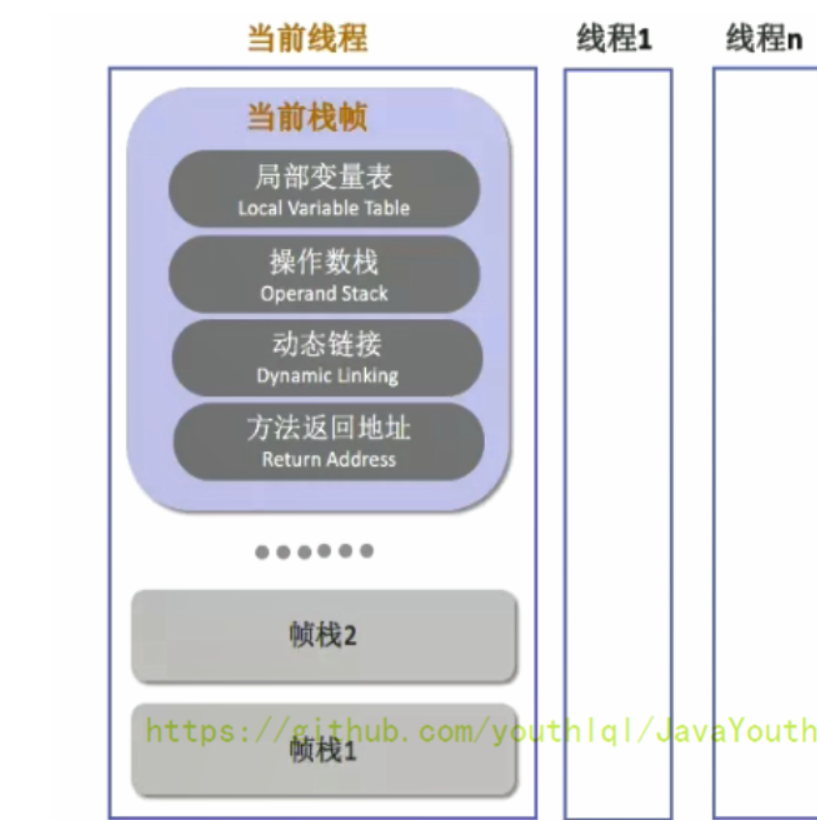 当前线程
线程1
线程n
当前栈帧
局部变量表
Local Variable Table
操作数栈
Operand Stack
动态链接
Dynamic Linking
方法返回地址
Return Address
帧栈2
https://github.com/youthlql/JavaYouth
帧栈1